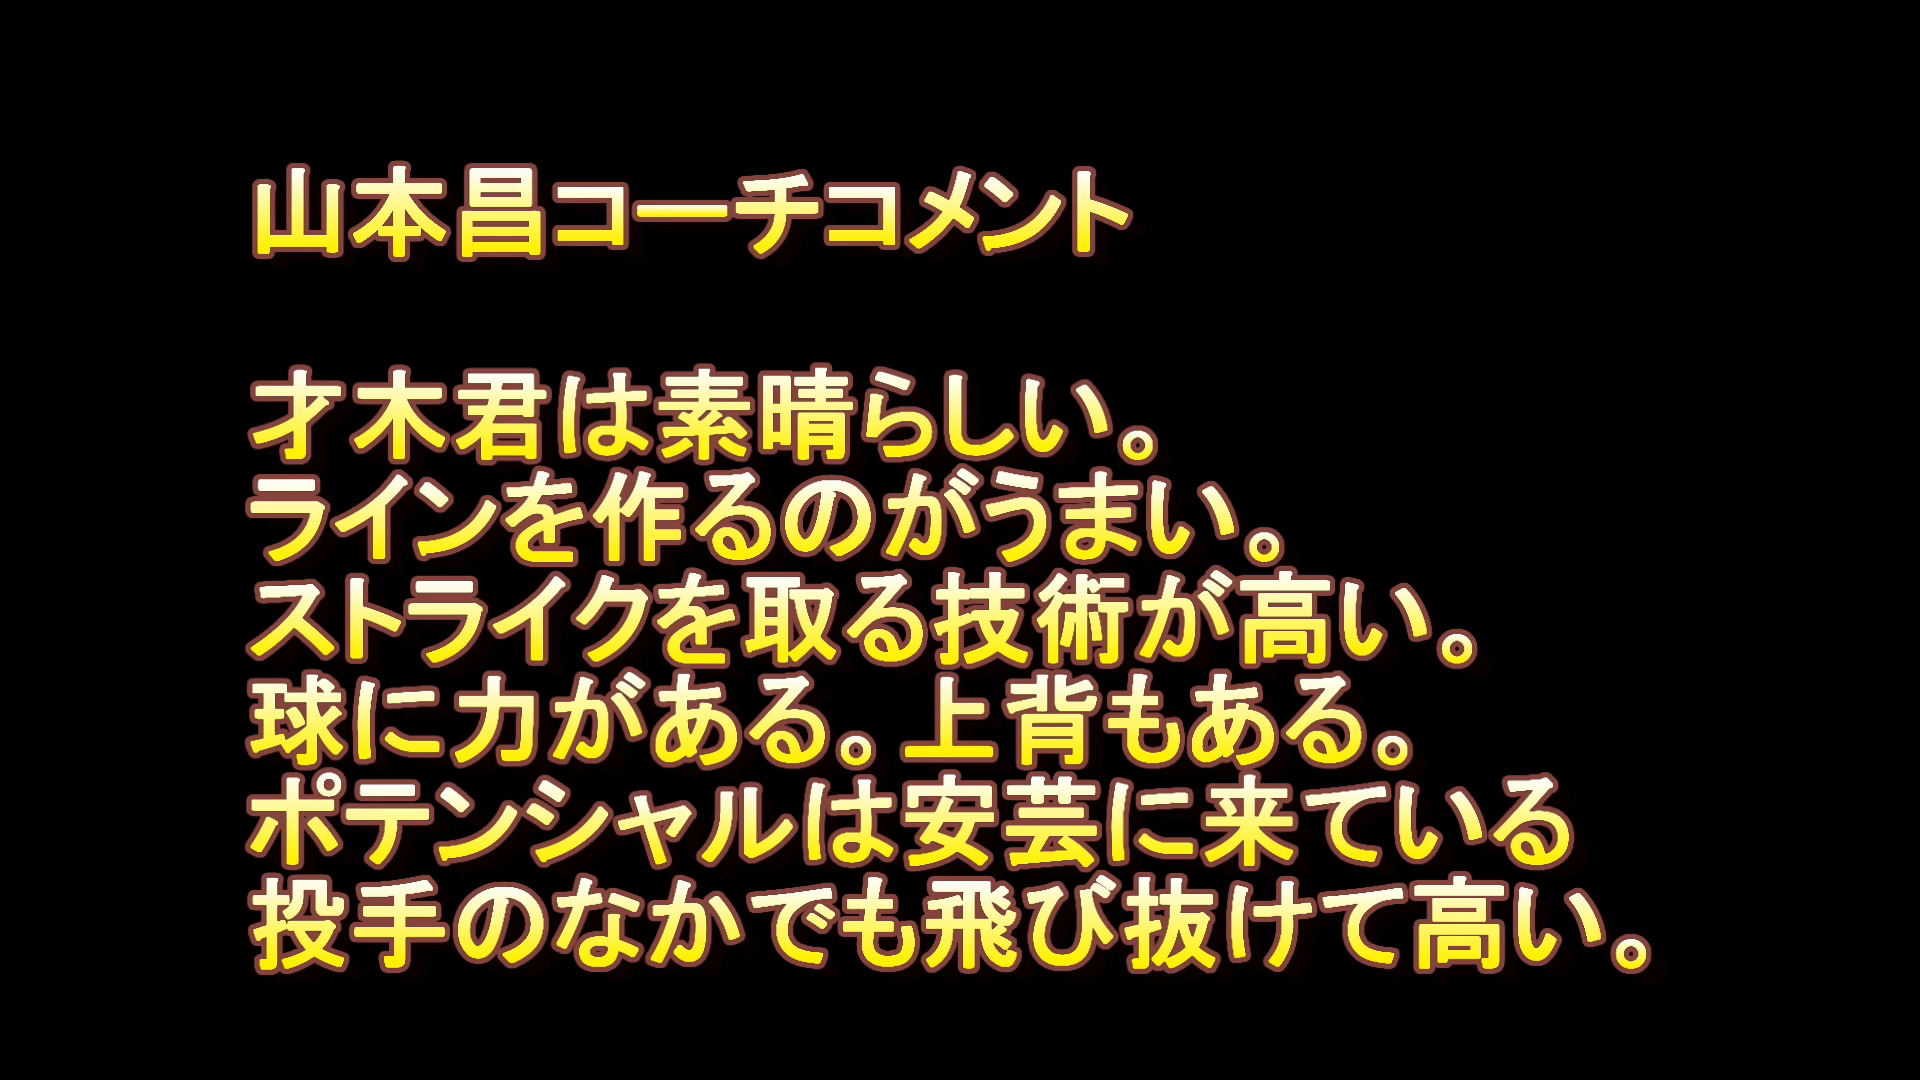 山本昌コーチコメント
才木君は素晴らしい。
ラインを作るのがうまい。
ストライクを取る技術が高い。
球に力がある。上背もある。
ポテンシャルは安芸に来ている
投手のなかでも飛び抜けて高い。